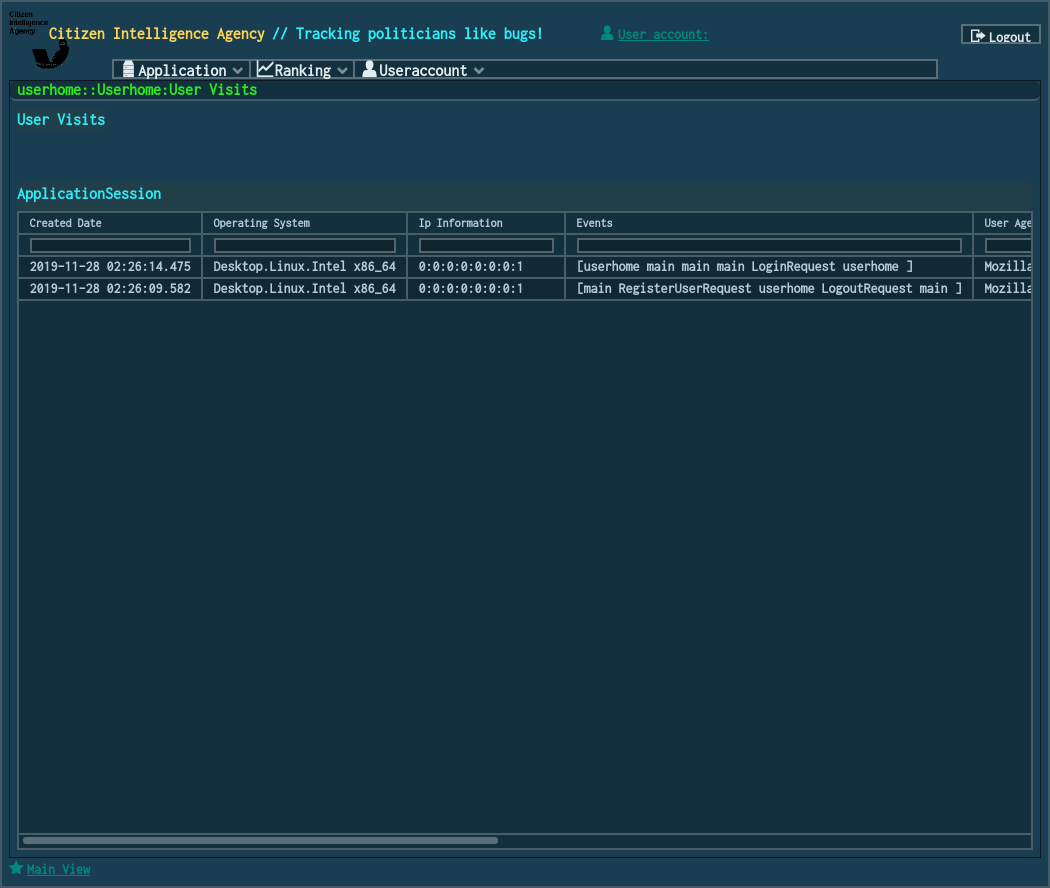 Citizen
Intelligence
Agency
Citizen Intelligence Agency // Tracking politicians like bugs!
User account:
Logout
Application
Ranking
Useraccount
userhome::Userhome:User Visits
User Visits
ApplicationSession
Created Date Operating System Ip Information Events User Age
2019-11-28 02:26:14.475 Desktop.Linux.Intel x86_64 0:0:0:0:0:0:0:1 [userhome main main main LoginRequest userhome ] Mozilla
2019-11-28 02:26:09.582 Desktop.Linux.Intel x86_64 0:0:0:0:0:0:0:1 [main RegisterUserRequest userhome LogoutRequest main ] Mozilla
Main View